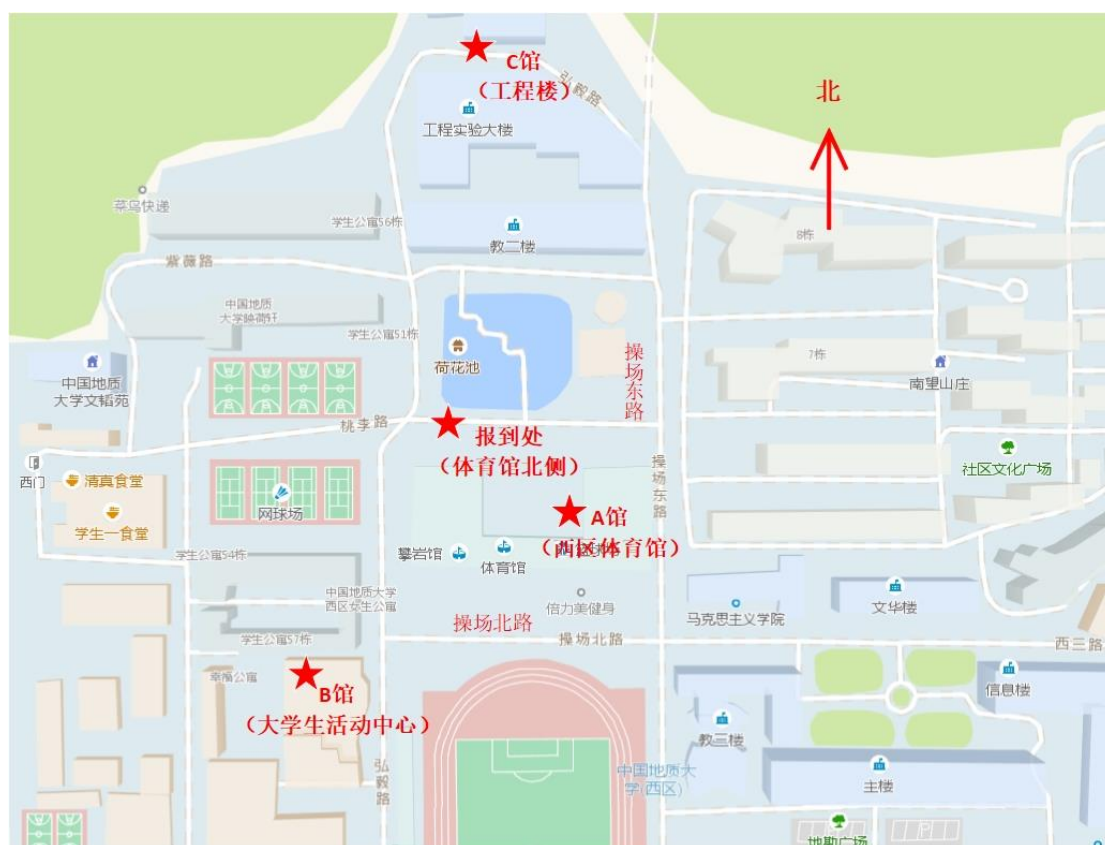 C馆
（工程楼）
弘毅路
北
工程实验大楼
菜鸟快递
学生公寓56栋
教二楼
8栋
紫薇路
中国地质
大学映荷轩
学生公寓51栋
荷花池
操场东路
7栋
南望山庄
中国地质
大学文韬苑
桃李路
报到处
（体育馆北侧）
西门
清真食堂
学生一食堂
网球场
操场东路
社区文化广场
A馆
（西区体育馆）
学生公寓54栋
攀岩馆
体育馆
中国地质大学
西区女生公寓
倍力美健身
马克思主义学院
文华楼
操场北路
操场北路
西三路
学生公寓57栋
幸福公寓
B馆
（大学生活动中心）
信息楼
教三楼
弘毅路
中国地质大
学(西区)
主楼
地勘广场
P